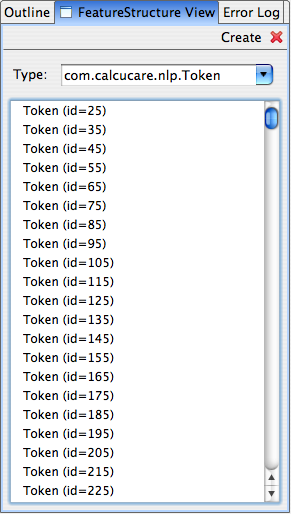 Outline FeatureStructure View Error Log
Create
Type: com.calcucare.nlp.Token
Token (id=25)
Token (id=35)
Token (id=45)
Token (id=55)
Token (id=65)
Token (id=75)
Token (id=85)
Token (id=95)
Token (id=105)
Token (id=115)
Token (id=125)
Token (id=135)
Token (id=145)
Token (id=155)
Token (id=165)
Token (id=175)
Token (id=185)
Token (id=195)
Token (id=205)
Token (id=215)
Token (id=225)